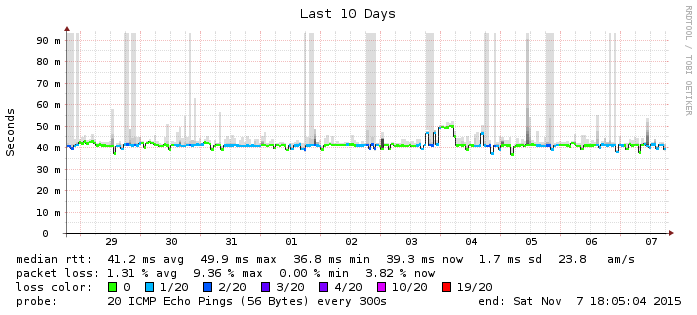 Last 10 Days
RRDTOOL / TOBI OETIKER
Seconds
90 m
80 m
70 m
60 m
50 m
40 m
30 m
20 m
10 m
0
29 30 31 01 02 03 04 05 06 07
median rtt: 41.2 ms avg 49.9 ms max 36.8 ms min 39.3 ms now 1.7 ms sd 23.8 am/s
packet loss: 1.31 % avg 9.36 % max 0.00 % min 3.82 % now
loss color: 0 1/20 2/20 3/20 4/20 10/20 19/20
probe: 20 ICMP Echo Pings (56 Bytes) every 300s end: Sat Nov 7 18:05:04 2015